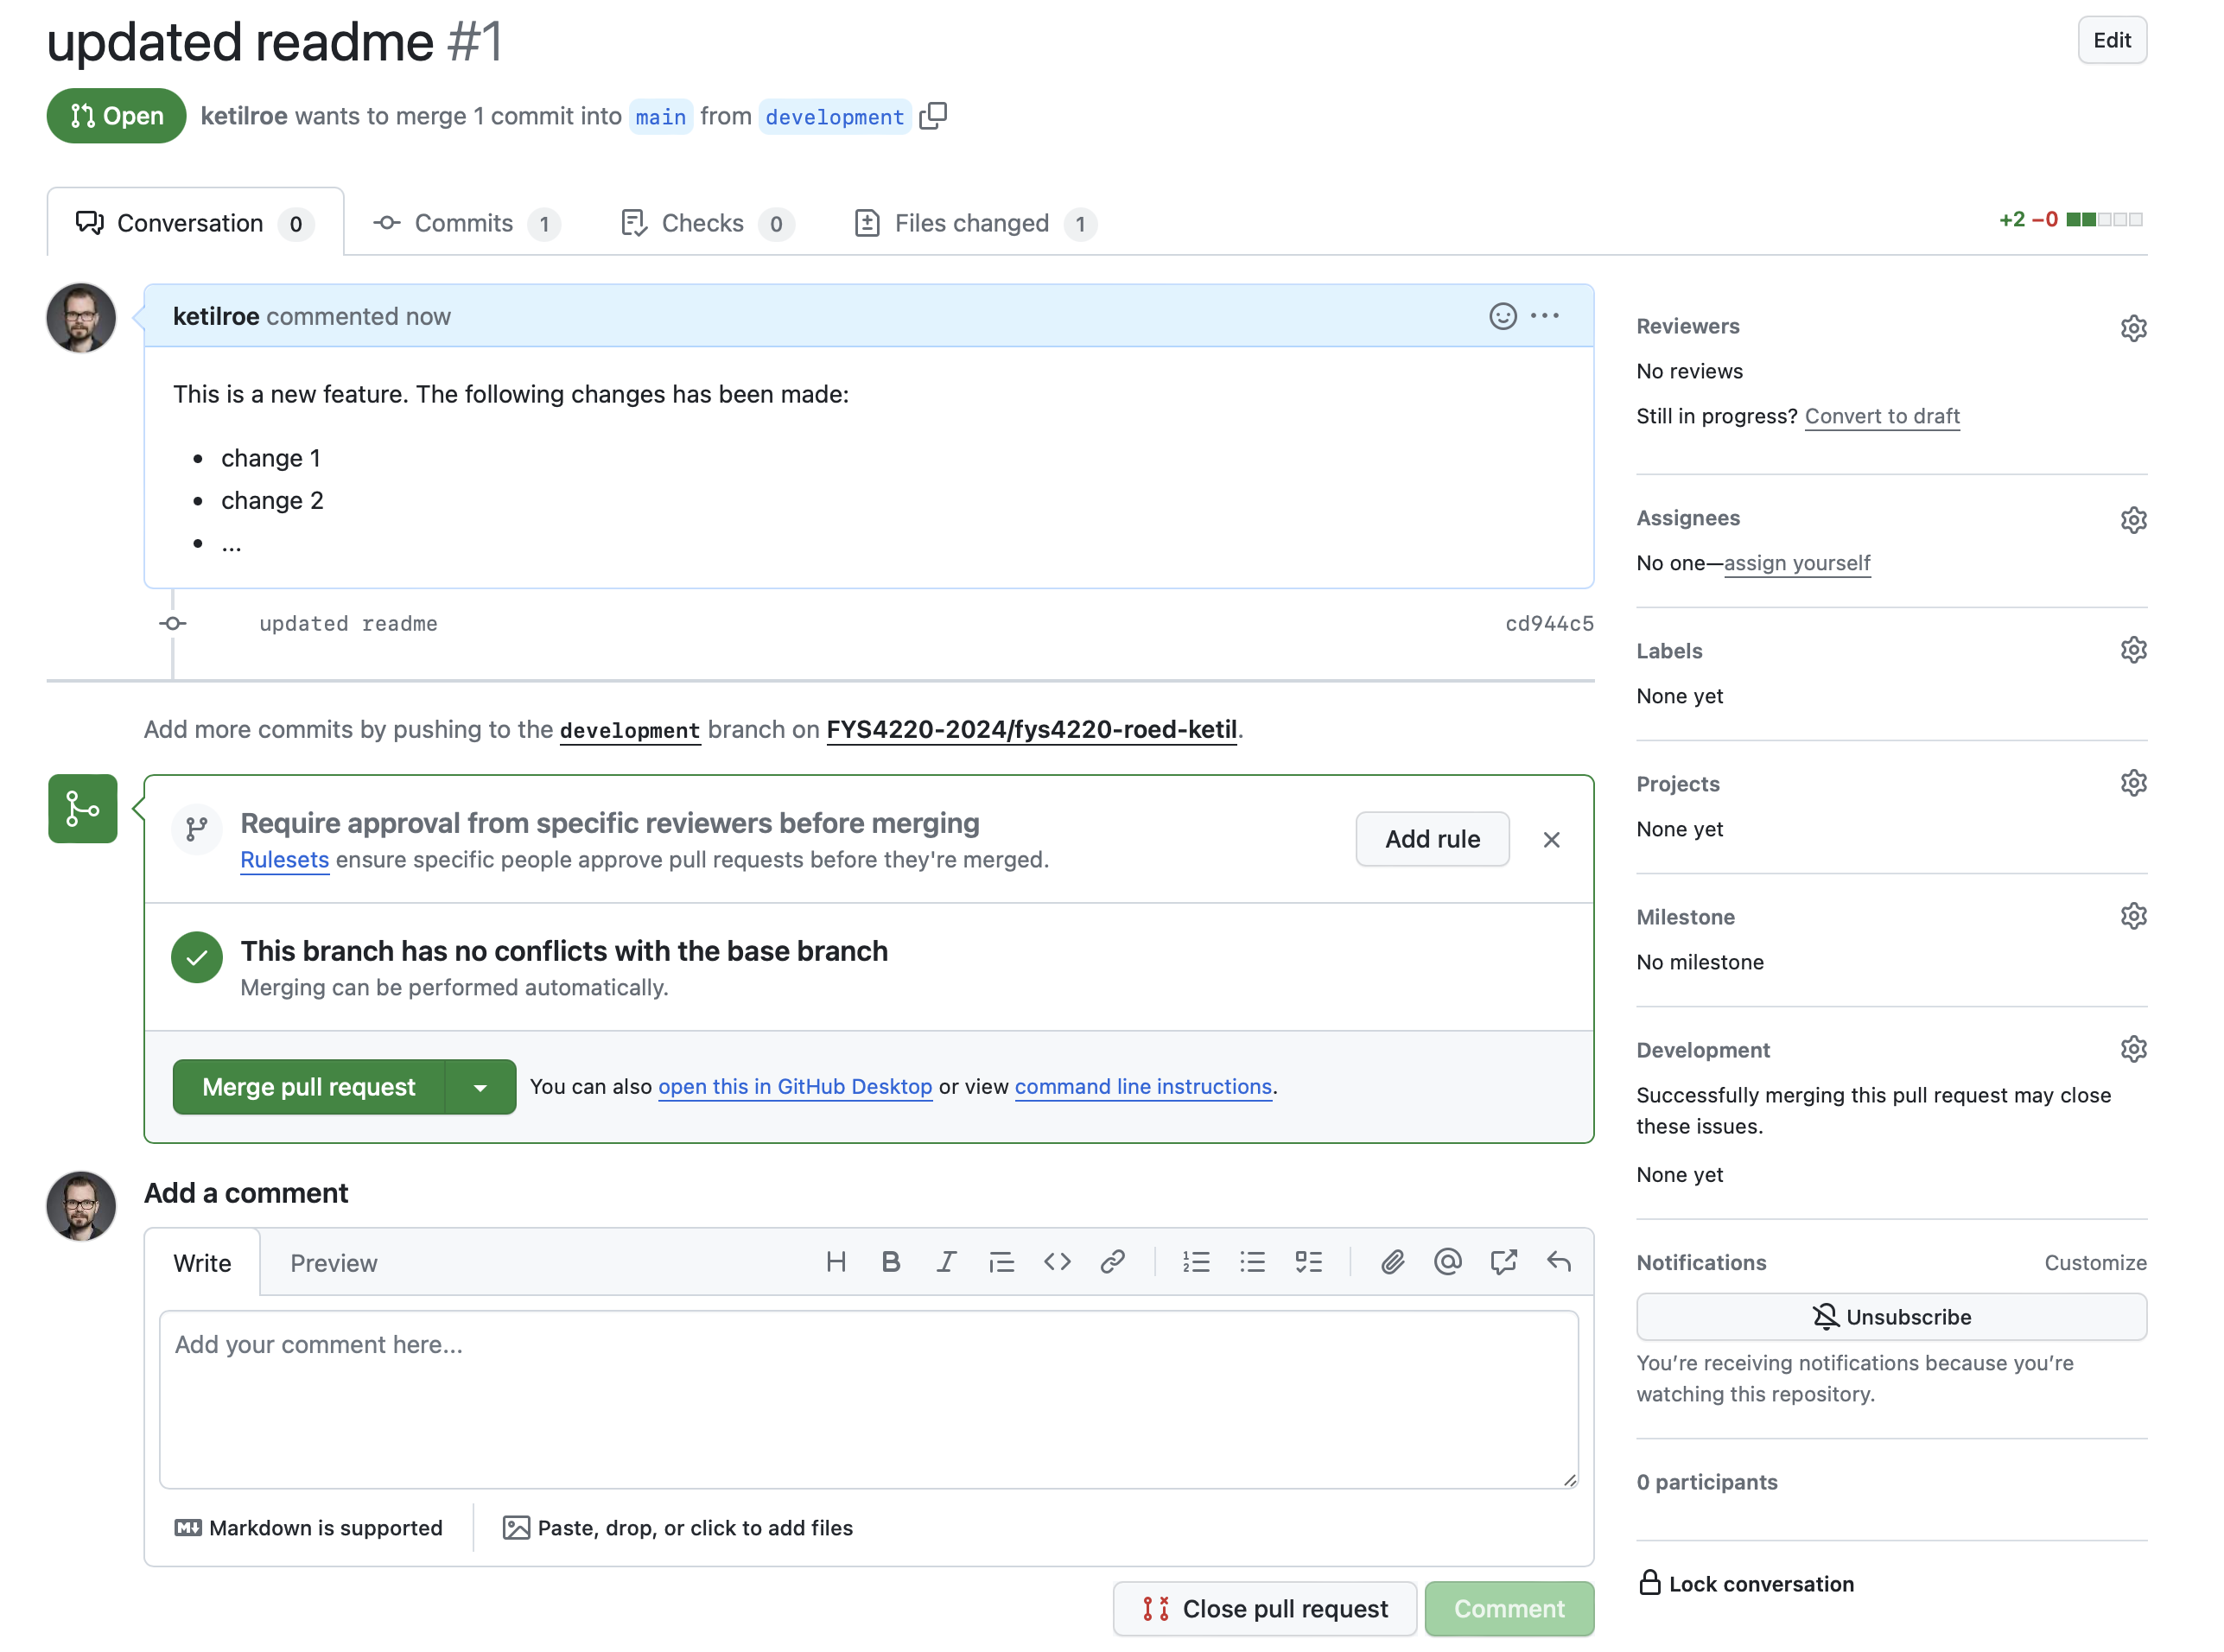 updated readme #1
Edit
Open
ketilroe wants to merge 1 commit into main from development
Conversation 0
Commits 1
Checks 0
Files changed 1
+2 −0
ketilroe commented now
This is a new feature. The following changes has been made:
• change 1
• change 2
• ...
updated readme
cd944c5
Add more commits by pushing to the development branch on FYS4220-2024/fys4220-roed-ketil.
Require approval from specific reviewers before merging
Rulesets ensure specific people approve pull requests before they're merged.
Add rule
This branch has no conflicts with the base branch
Merging can be performed automatically.
Merge pull request
You can also open this in GitHub Desktop or view command line instructions.
Add a comment
Write
Preview
Add your comment here...
Markdown is supported
Paste, drop, or click to add files
Close pull request
Comment
Reviewers
No reviews
Still in progress? Convert to draft
Assignees
No one—assign yourself
Labels
None yet
Projects
None yet
Milestone
No milestone
Development
Successfully merging this pull request may close
these issues.
None yet
Notifications
Customize
Unsubscribe
You’re receiving notifications because you’re
watching this repository.
0 participants
Lock conversation